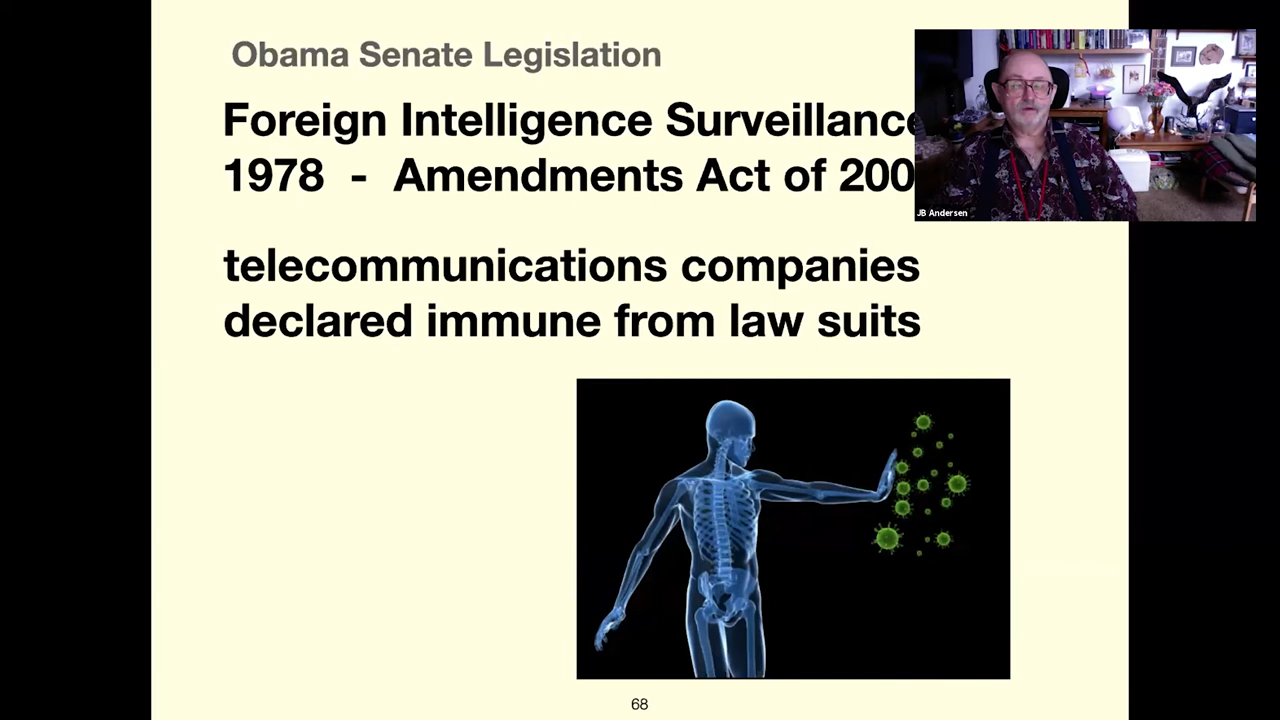 Obama Senate Legislation
Foreign Intelligence Surveillance
1978 - Amendments Act of 200
telecommunications companies
declared immune from law suits
JB Andersen
68